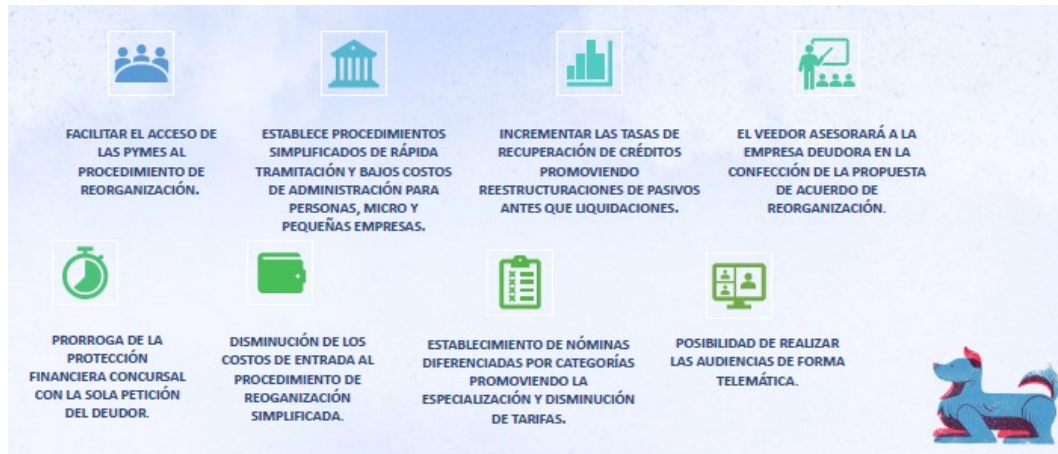 FACILITAR EL ACCESO DE
LAS PYMES AL
PROCEDIMIENTO DE
REORGANIZACIÓN.
ESTABLECE PROCEDIMIENTOS
SIMPLIFICADOS DE RÁPIDA
TRAMITACIÓN Y BAJOS COSTOS
DE ADMINISTRACIÓN PARA
PERSONAS, MICRO Y
PEQUEÑAS EMPRESAS.
INCREMENTAR LAS TASAS DE
RECUPERACIÓN DE CRÉDITOS
PROMOVIENDO
REESTRUCTURACIONES DE PASIVOS
ANTES QUE LIQUIDACIONES.
EL VEEDOR ASESORARÁ A LA
EMPRESA DEUDORA EN LA
CONFECCIÓN DE LA PROPUESTA
DE ACUERDO DE
REORGANIZACIÓN.
PRORROGA DE LA
PROTECCIÓN
FINANCIERA CONCURSAL
CON LA SOLA PETICIÓN
DEL DEUDOR.
DISMINUCIÓN DE LOS
COSTOS DE ENTRADA AL
PROCEDIMIENTO DE
REOGANIZACIÓN
SIMPLIFICADA.
ESTABLECIMIENTO DE NÓMINAS
DIFERENCIADAS POR CATEGORÍAS
PROMOVIENDO LA
ESPECIALIZACIÓN Y DISMINUCIÓN
DE TARIFAS.
POSIBILIDAD DE REALIZAR
LAS AUDIENCIAS DE FORMA
TELEMÁTICA.